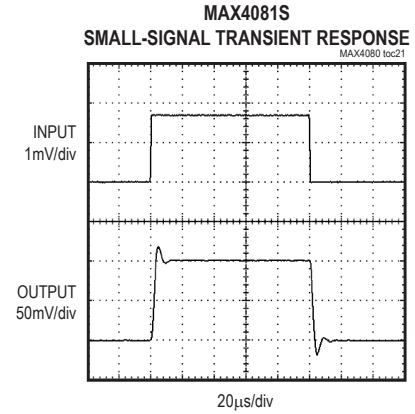 MAX4081S
SMALL-SIGNAL TRANSIENT RESPONSE
MAX4080 toc21
INPUT
1mV/div
OUTPUT
50mV/div
20μs/div